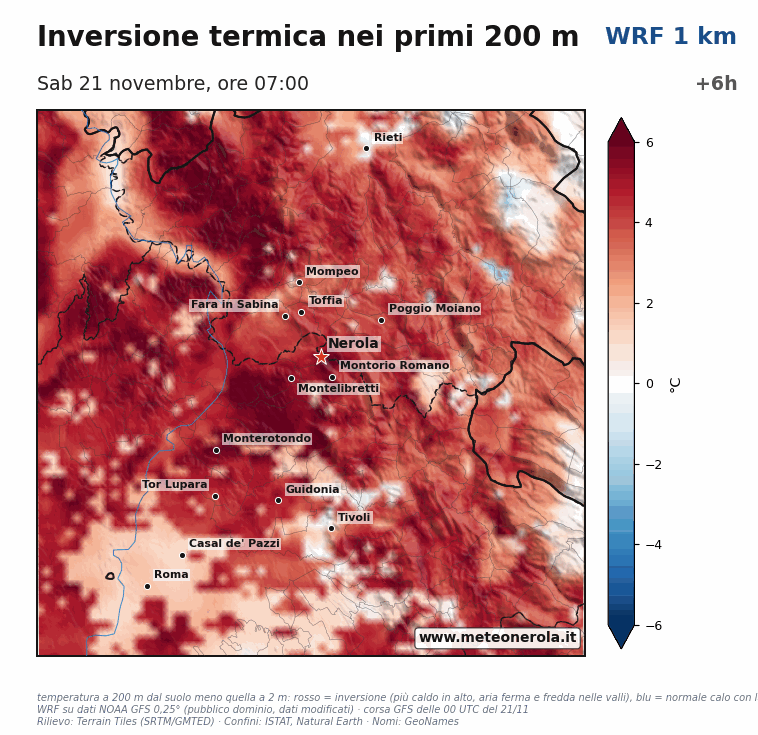 Inversione termica nei primi 200 m
WRF 1 km
Sab 21 novembre, ore 07:00
+6h
Rieti
Mompeo
Fara in Sabina
Toffia
Poggio Moiano
Nerola
Montorio Romano
Montelibretti
Monterotondo
Tor Lupara
Guidonia
Tivoli
Casal de' Pazzi
Roma
www.meteonerola.it
6
4
2
0
−2
−4
−6
°C
temperatura a 200 m dal suolo meno quella a 2 m: rosso = inversione (più caldo in alto, aria ferma e fredda nelle valli), blu = normale calo con l
WRF su dati NOAA GFS 0,25° (pubblico dominio, dati modificati) · corsa GFS delle 00 UTC del 21/11
Rilievo: Terrain Tiles (SRTM/GMTED) · Confini: ISTAT, Natural Earth · Nomi: GeoNames